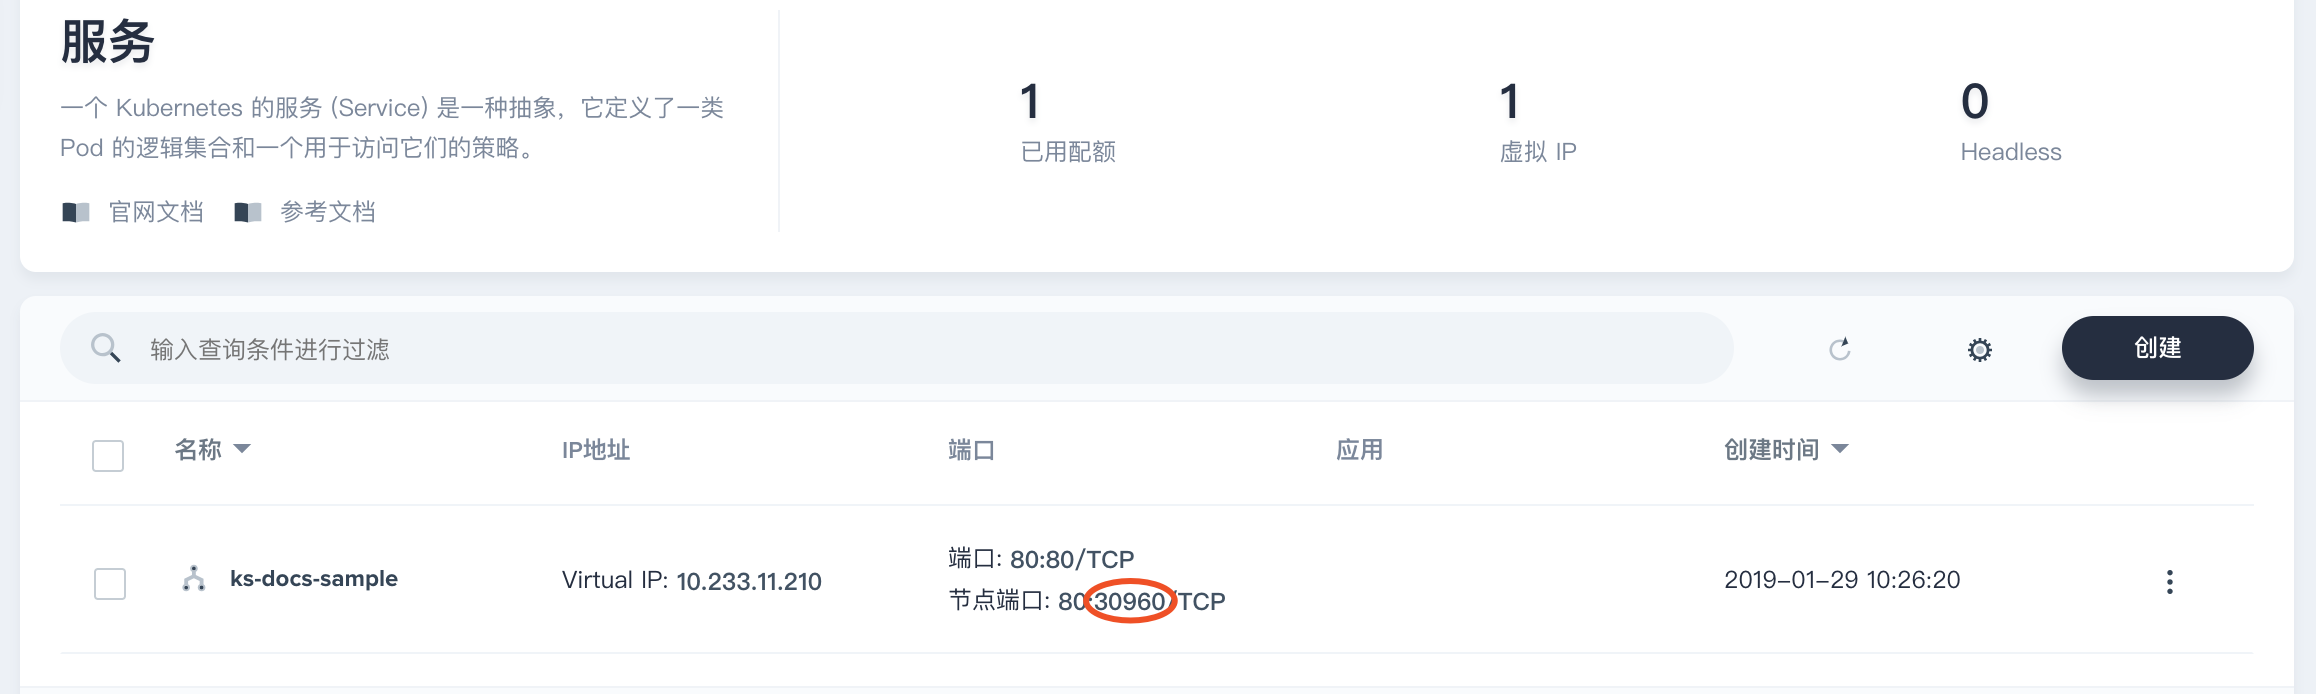 服务
一个 Kubernetes 的服务 (Service) 是一种抽象，它定义了一类
Pod 的逻辑集合和一个用于访问它们的策略。
官网文档 参考文档
1
已用配额
1
虚拟 IP
0
Headless
输入查询条件进行过滤
创建
名称 IP地址 端口 应用 创建时间
ks-docs-sample
Virtual IP: 10.233.11.210
端口: 80:80/TCP
节点端口: 80:30960/TCP
2019-01-29 10:26:20